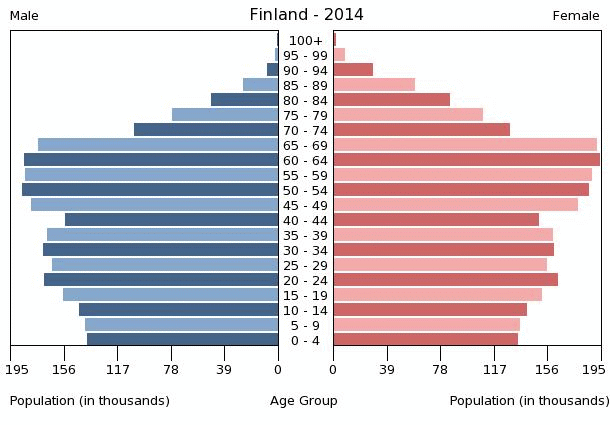 Male Finland - 2014 Female
100+
95 - 99
90 - 94
85 - 89
80 - 84
75 - 79
70 - 74
65 - 69
60 - 64
55 - 59
50 - 54
45 - 49
40 - 44
35 - 39
30 - 34
25 - 29
20 - 24
15 - 19
10 - 14
5 - 9
0 - 4
195 156 117 78 39 0 0 39 78 117 156 195
Population (in thousands) Age Group Population (in thousands)